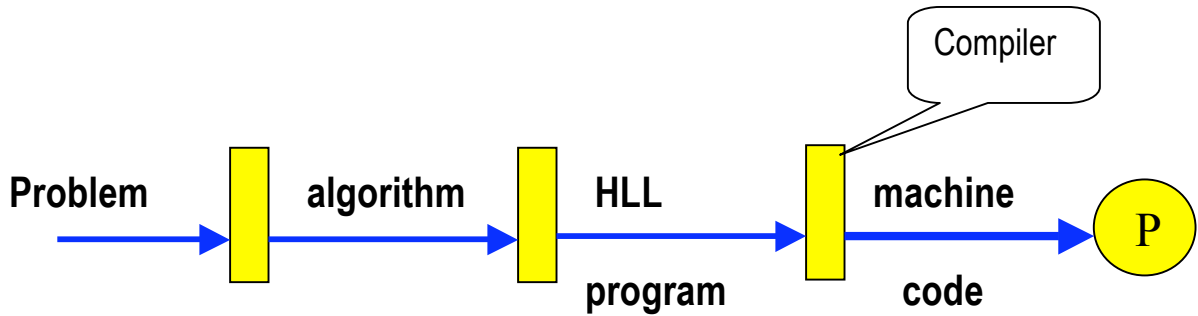 Compiler
Problem
algorithm
HLL
program
machine
code
P